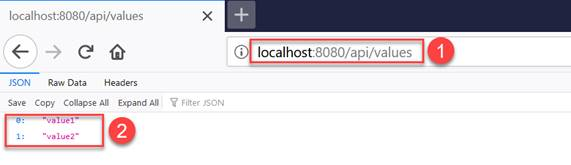 localhost:8080/api/values
localhost:8080/api/values
1
JSON Raw Data Headers
Save Copy Collapse All Expand All Filter JSON
0: "value1"
1: "value2"
2